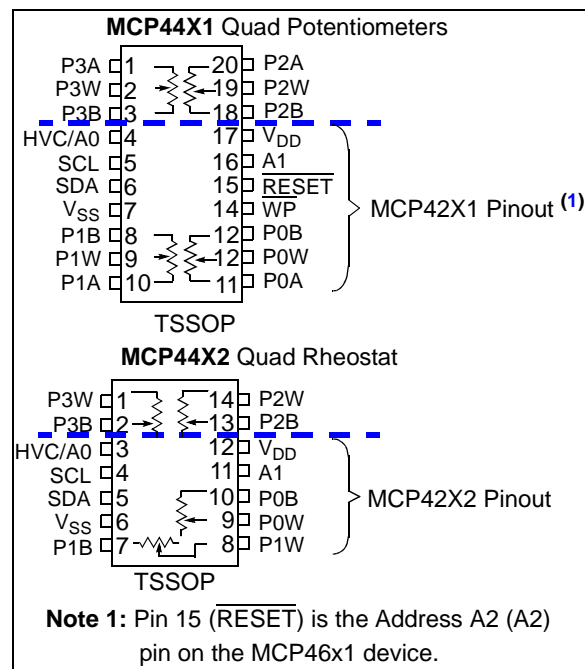 MCP44X1 Quad Potentiometers
P3A 1 20 P2A
P3W 2 19 P2W
P3B 3 18 P2B
HVC/A0 4 17 VDD
SCL 5 16 A1
SDA 6 15 RESET
VSS 7 14 WP
P1B 8 12 P0B
P1W 9 12 P0W
P1A 10 11 P0A
MCP42X1 Pinout (1)
TSSOP
MCP44X2 Quad Rheostat
P3W 1 14 P2W
P3B 2 13 P2B
HVC/A0 3 12 VDD
SCL 4 11 A1
SDA 5 10 P0B
VSS 6 9 P0W
P1B 7 8 P1W
MCP42X2 Pinout
TSSOP
Note 1: Pin 15 (RESET) is the Address A2 (A2)
pin on the MCP46x1 device.